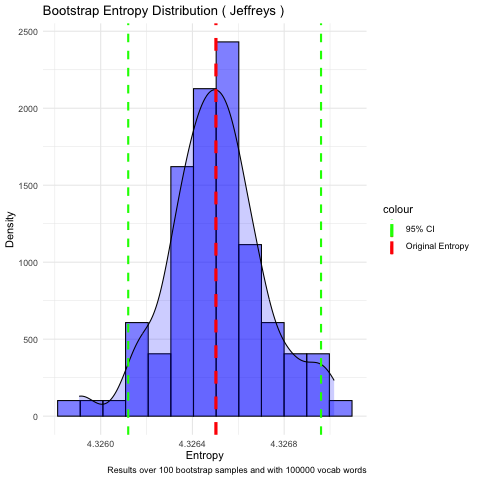 Bootstrap Entropy Distribution ( Jeffreys )
2500
2000
1500
1000
500
0
Density
4.3260
4.3264
4.3268
Entropy
Results over 100 bootstrap samples and with 100000 vocab words
colour
95% CI
Original Entropy